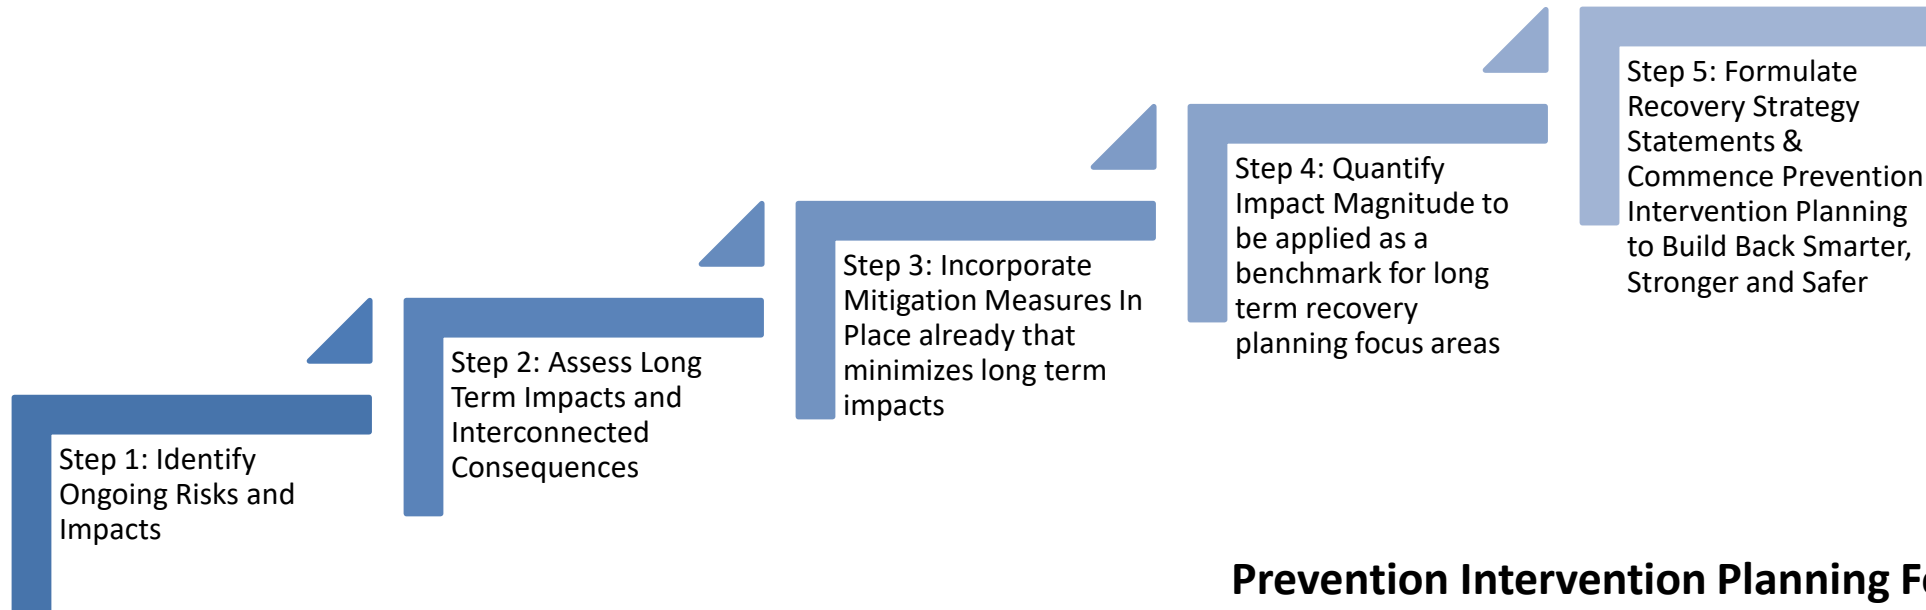 Step 1: Identify
Ongoing Risks and
Impacts
Step 2: Assess Long
Term Impacts and
Interconnected
Consequences
Step 3: Incorporate
Mitigation Measures In
Place already that
minimizes long term
impacts
Step 4: Quantify
Impact Magnitude to
be applied as a
benchmark for long
term recovery
planning focus areas
Step 5: Formulate
Recovery Strategy
Statements &
Commence Prevention
Intervention Planning
to Build Back Smarter,
Stronger and Safer
Prevention Intervention Planning